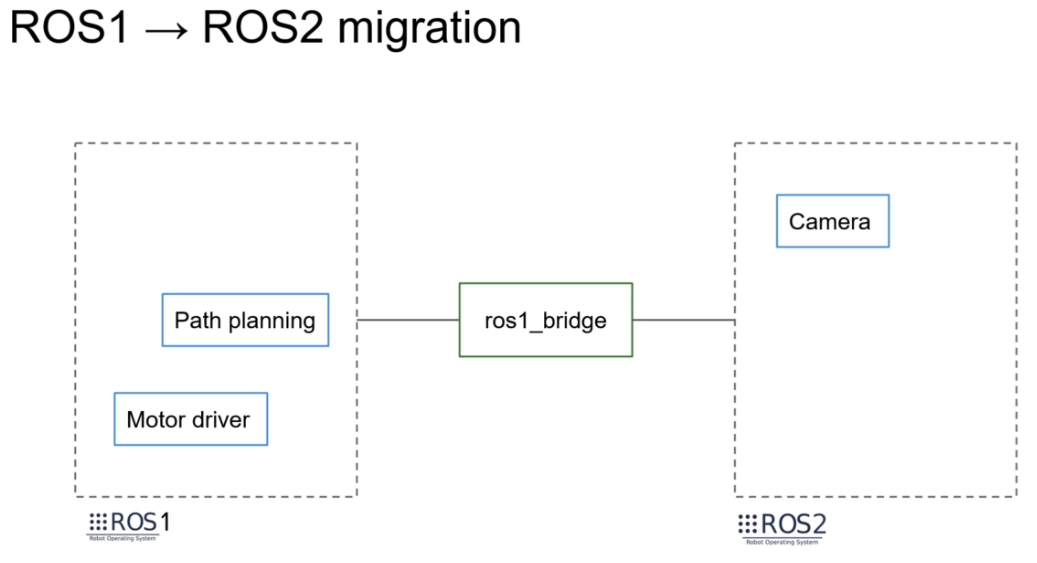 ROS1 → ROS2 migration
Camera
Path planning
ros1_bridge
Motor driver
ROS1
Robot Operating System
ROS2
Robot Operating System